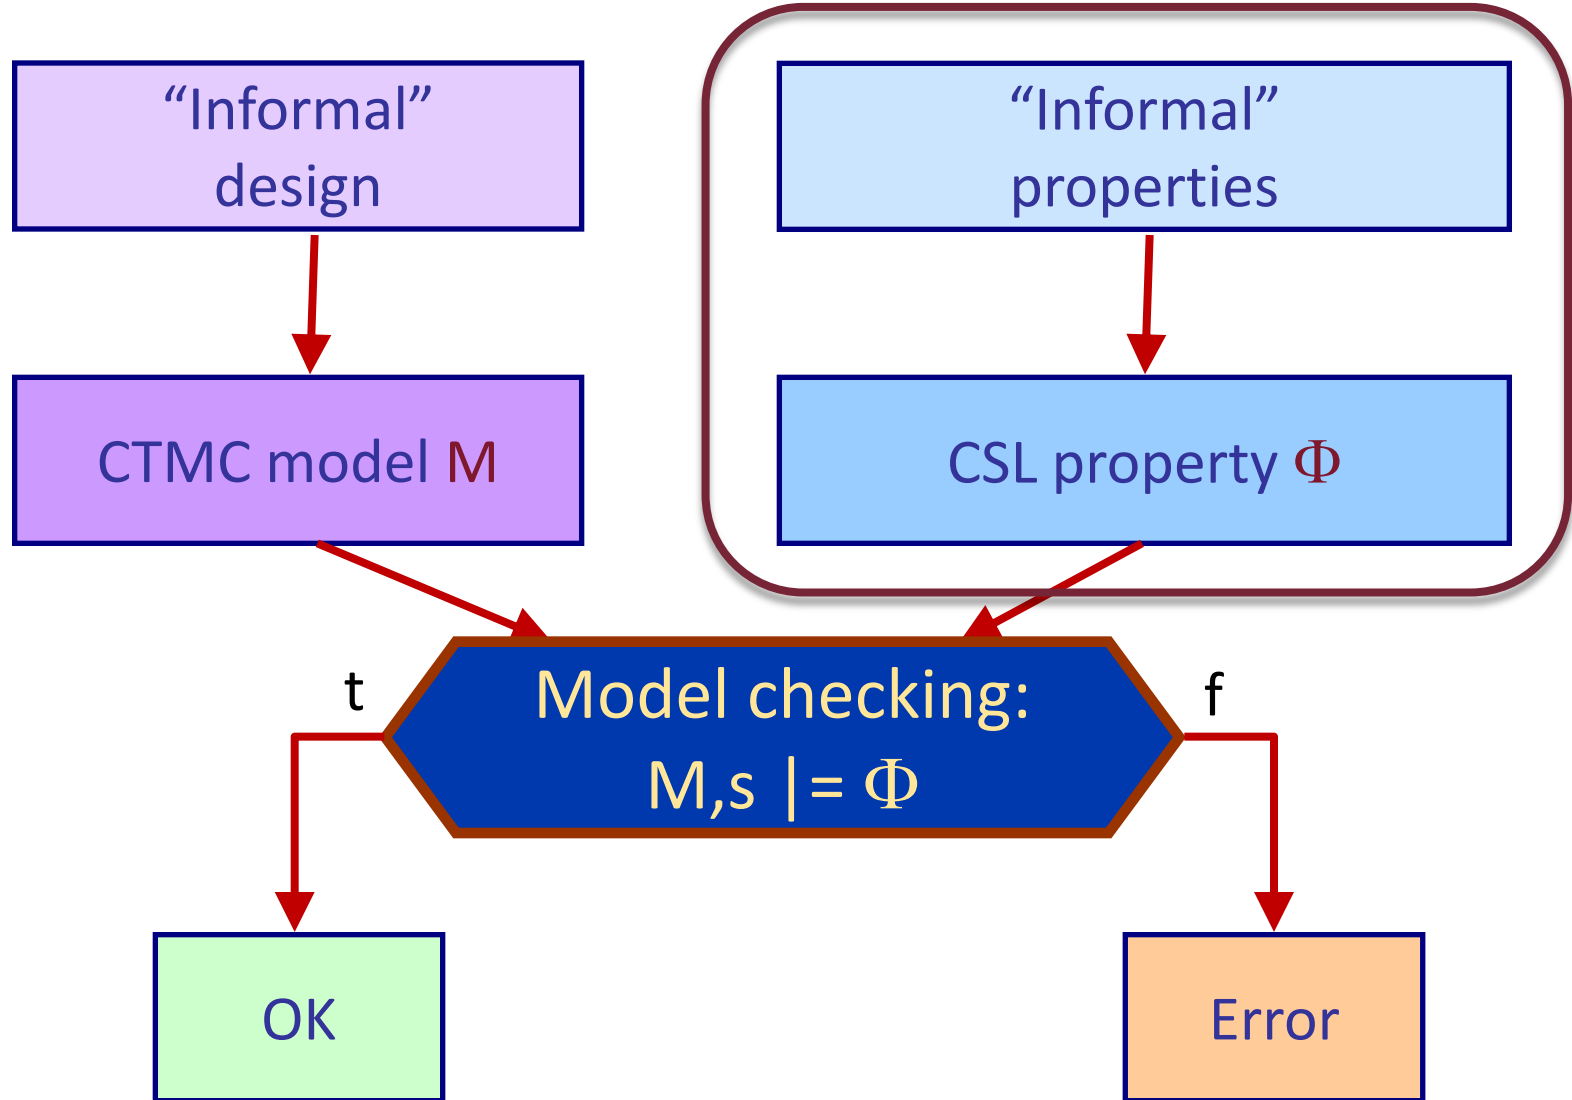 “Informal”
design
“Informal”
properties
CTMC model M
CSL property Φ
t
Model checking:
M,s |= Φ
f
OK
Error